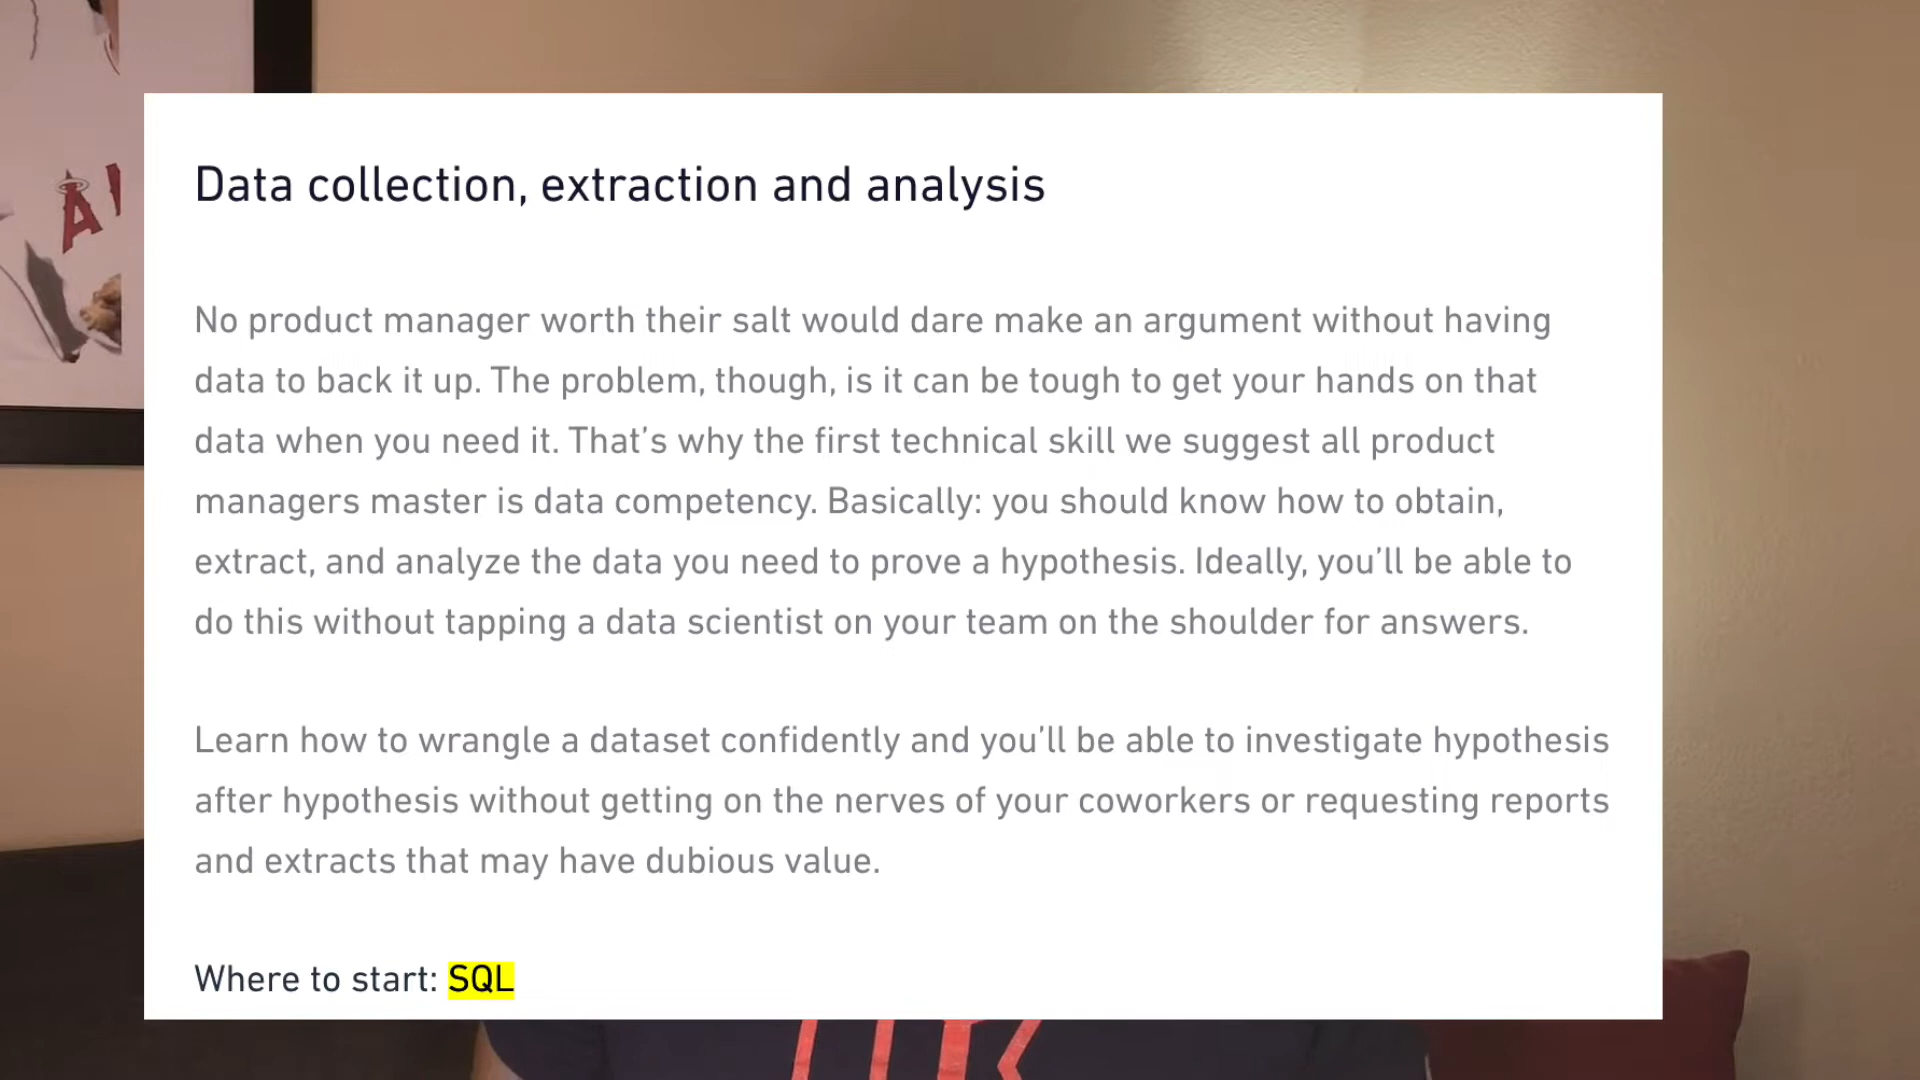 Data collection, extraction and analysis
No product manager worth their salt would dare make an argument without having
data to back it up. The problem, though, is it can be tough to get your hands on that
data when you need it. That’s why the first technical skill we suggest all product
managers master is data competency. Basically: you should know how to obtain,
extract, and analyze the data you need to prove a hypothesis. Ideally, you’ll be able to
do this without tapping a data scientist on your team on the shoulder for answers.
Learn how to wrangle a dataset confidently and you’ll be able to investigate hypothesis
after hypothesis without getting on the nerves of your coworkers or requesting reports
and extracts that may have dubious value.
Where to start: SQL